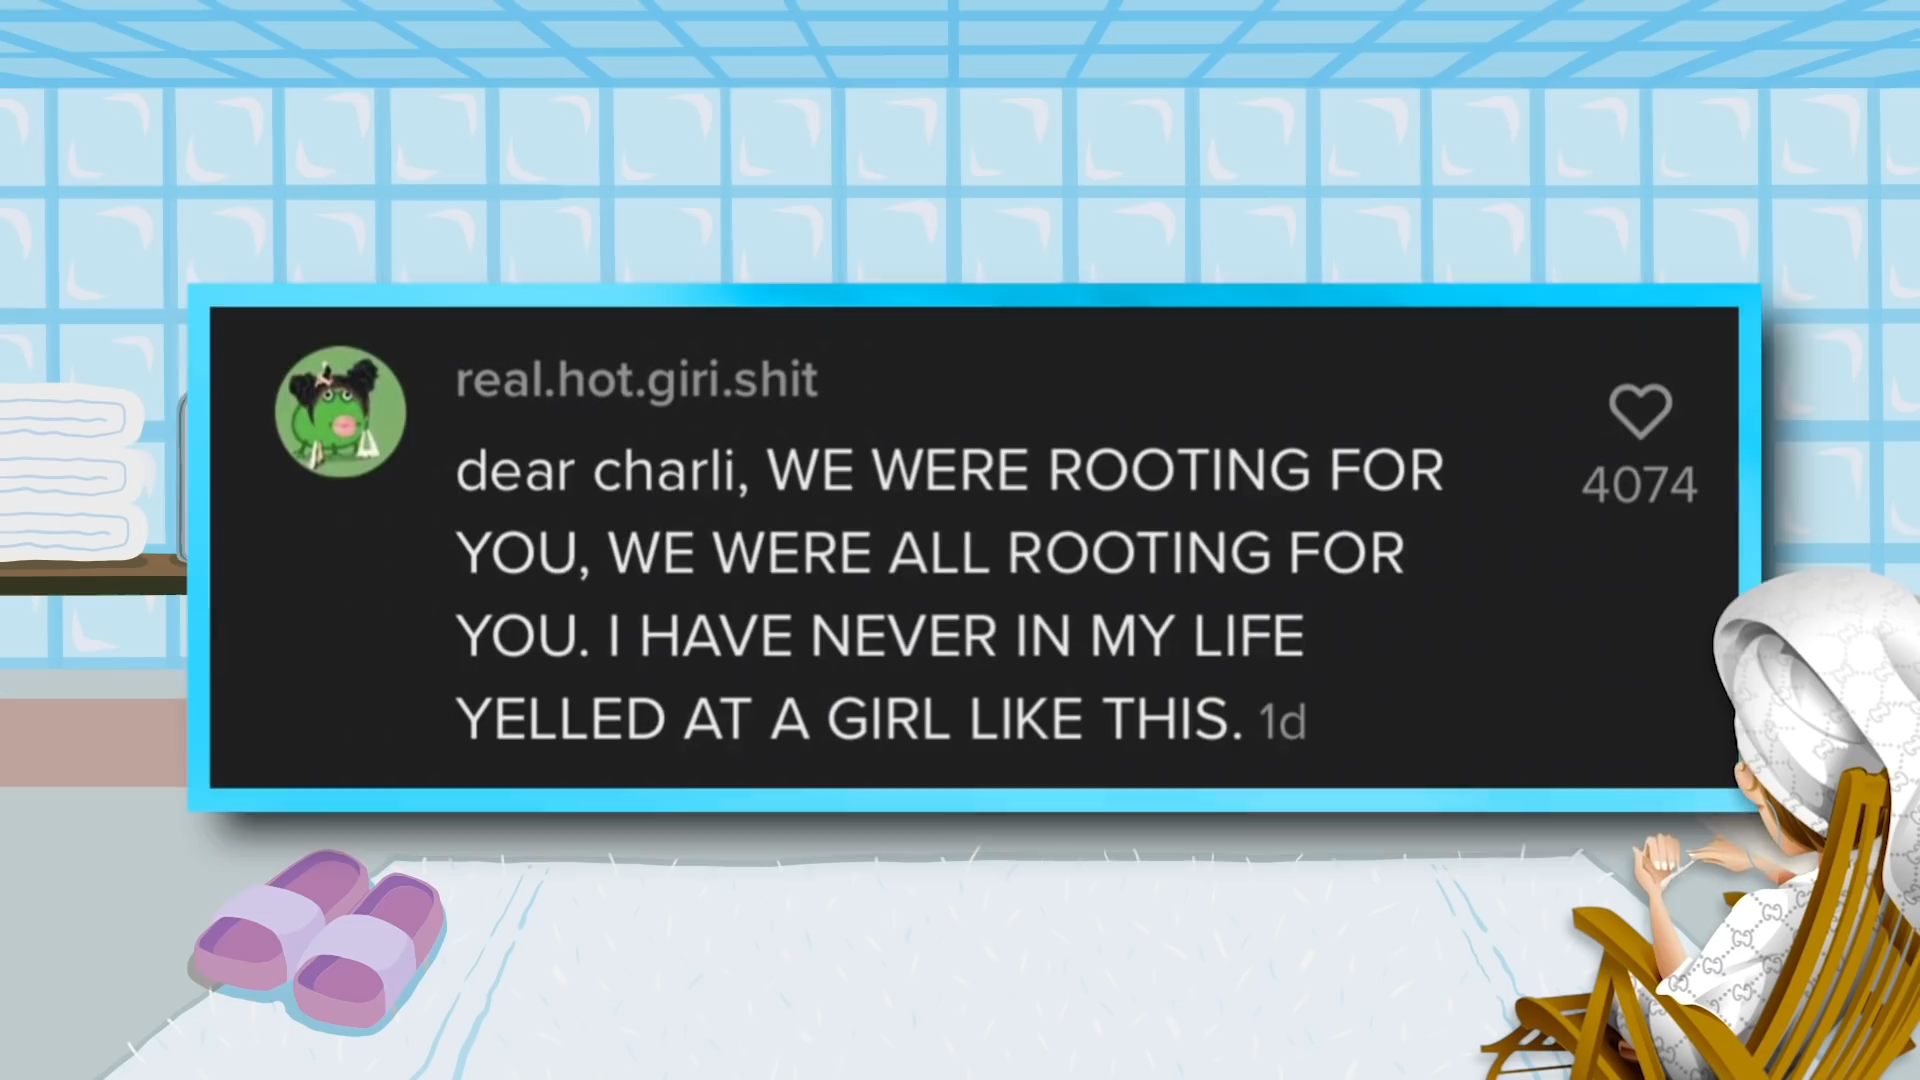 real.hot.giri.shit
dear charli, WE WERE ROOTING FOR
YOU, WE WERE ALL ROOTING FOR
YOU. I HAVE NEVER IN MY LIFE
YELLED AT A GIRL LIKE THIS. 1d
4074